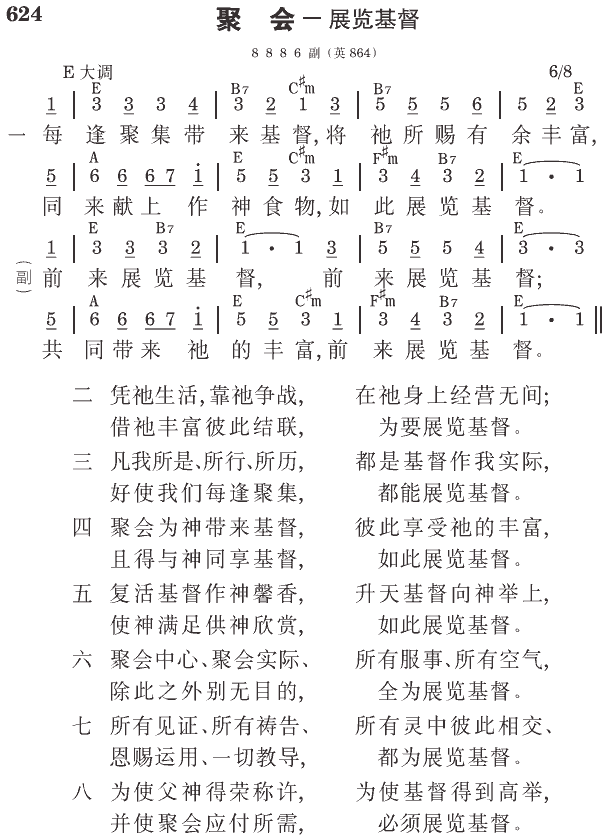 624
聚 会 — 展览基督
8 8 8 6 副 (英 864)
E 大调 6/8
E B7 C♯m B7 E
1 | 3 3 3 4 | 3 2 1 3 | 5 5 5 6 | 5 2 3
一 每 逢聚集带 来基督,将 祂所赐有 余丰富,
A E C♯m F♯m B7 E
5 | 6 6 6 7 i | 5 5 3 1 | 3 4 3 2 | 1 · 1
同 来献上 作 神食物,如 此展览基 督。
E B7 E B7 E
1 | 3 3 3 2 | 1 · 1 3 | 5 5 5 4 | 3 · 3
(副) 前 来展览基 督, 前 来展览基 督;
A E C♯m F♯m B7 E
5 | 6 6 6 7 i | 5 5 3 1 | 3 4 3 2 | 1 · 1 ‖
共 同带来 祂 的丰富,前 来展览基 督。
二 凭祂生活,靠祂争战, 在祂身上经营无间;
借祂丰富彼此结联, 为要展览基督。
三 凡我所是、所行、所历, 都是基督作我实际,
好使我们每逢聚集, 都能展览基督。
四 聚会为神带来基督, 彼此享受祂的丰富,
且得与神同享基督, 如此展览基督。
五 复活基督作神馨香, 升天基督向神举上,
使神满足供神欣赏, 如此展览基督。
六 聚会中心、聚会实际、 所有服事、所有空气,
除此之外别无目的, 全为展览基督。
七 所有见证、所有祷告、 所有灵中彼此相交、
恩赐运用、一切教导, 都为展览基督。
八 为使父神得荣称许, 为使基督得到高举,
并使聚会应付所需, 必须展览基督。